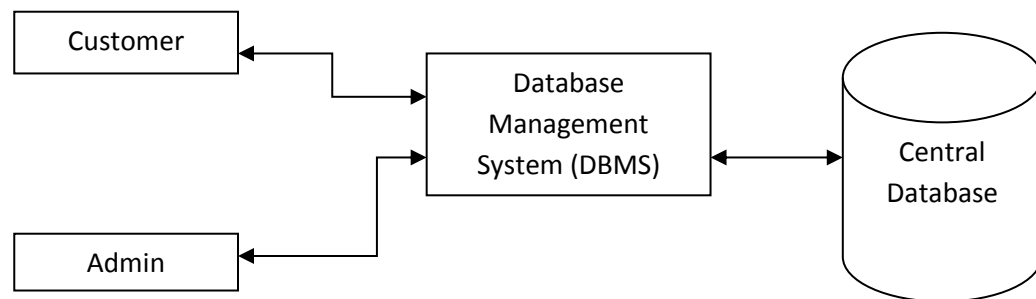 Customer
Database
Management
System (DBMS)
Central
Database
Admin